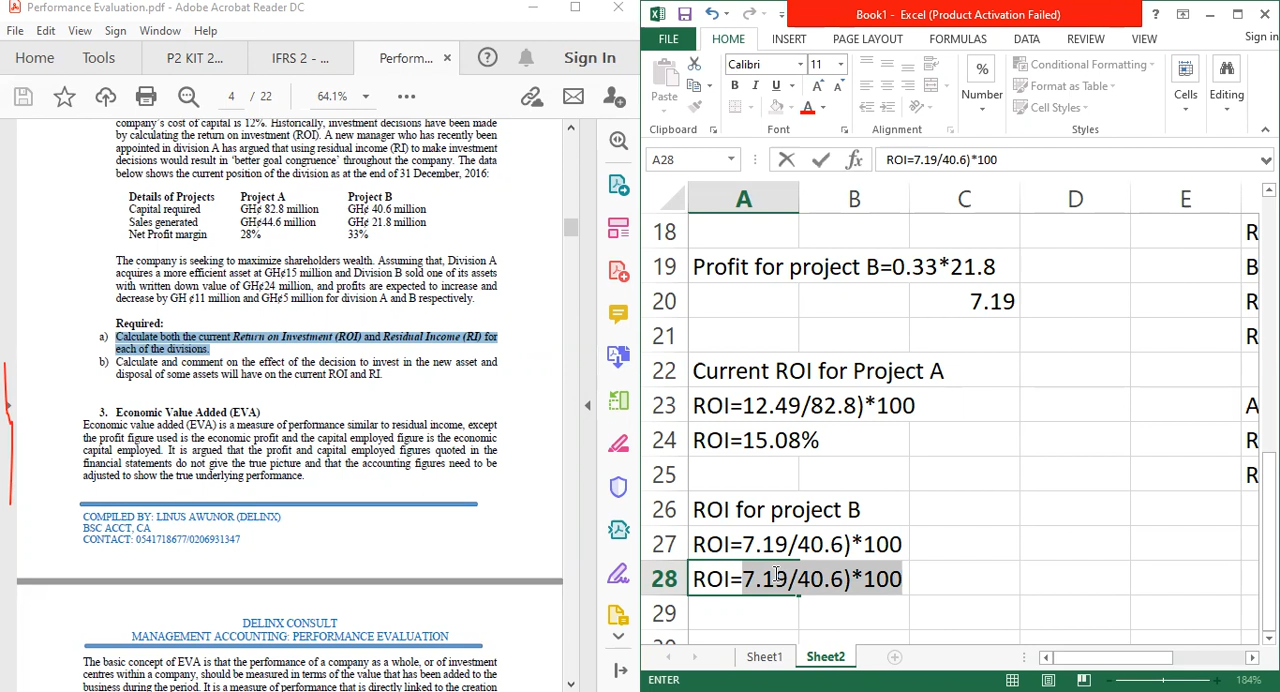 Performance Evaluation.pdf - Adobe Acrobat Reader DC
File Edit View Sign Window Help
Home Tools P2 KIT 2... IFRS 2 - ... Perform... × Sign In
4 / 22 64.1%
company's cost of capital is 12%. Historically, investment decisions have been made
by calculating the return on investment (ROI). A new manager who has recently been
appointed in division A has argued that using residual income (RI) to make investment
decisions would result in 'better goal congruence' throughout the company. The data
below shows the current position of the division as at the end of 31 December, 2016:
Details of Projects Project A Project B
Capital required GH¢ 82.8 million GH¢ 40.6 million
Sales generated GH¢44.6 million GH¢ 21.8 million
Net Profit margin 28% 33%
The company is seeking to maximize shareholders wealth. Assuming that, Division A
acquires a more efficient asset at GH¢15 million and Division B sold one of its assets
with written down value of GH¢24 million, and profits are expected to increase and
decrease by GH ¢11 million and GH¢5 million for division A and B respectively.
Required:
a) Calculate both the current Return on Investment (ROI) and Residual Income (RI) for
each of the divisions.
b) Calculate and comment on the effect of the decision to invest in the new asset and
disposal of some assets will have on the current ROI and RI.
3. Economic Value Added (EVA)
Economic value added (EVA) is a measure of performance similar to residual income, except
the profit figure used is the economic profit and the capital employed figure is the economic
capital employed. It is argued that the profit and capital employed figures quoted in the
financial statements do not give the true picture and that the accounting figures need to be
adjusted to show the true underlying performance.
COMPILED BY: LINUS AWUNOR (DELINX)
BSC ACCT, CA
CONTACT: 0541718677/0206931347
DELINX CONSULT
MANAGEMENT ACCOUNTING: PERFORMANCE EVALUATION
The basic concept of EVA is that the performance of a company as a whole, or of investment
centres within a company, should be measured in terms of the value that has been added to the
business during the period. It is a measure of performance that is directly linked to the creation
Book1 - Excel (Product Activation Failed)
FILE HOME INSERT PAGE LAYOUT FORMULAS DATA REVIEW VIEW Sign in
Calibri 11
Paste B I U A Number Conditional Formatting Format as Table Cell Styles Cells Editing
Clipboard Font Alignment Styles
A28 fx ROI=7.19/40.6)*100
A B C D E
18 R
19 Profit for project B=0.33*21.8 B
20 7.19 R
21 R
22 Current ROI for Project A
23 ROI=12.49/82.8)*100 A
24 ROI=15.08% R
25 R
26 ROI for project B
27 ROI=7.19/40.6)*100
28 ROI=7.19/40.6)*100
29
Sheet1 Sheet2
ENTER 184%